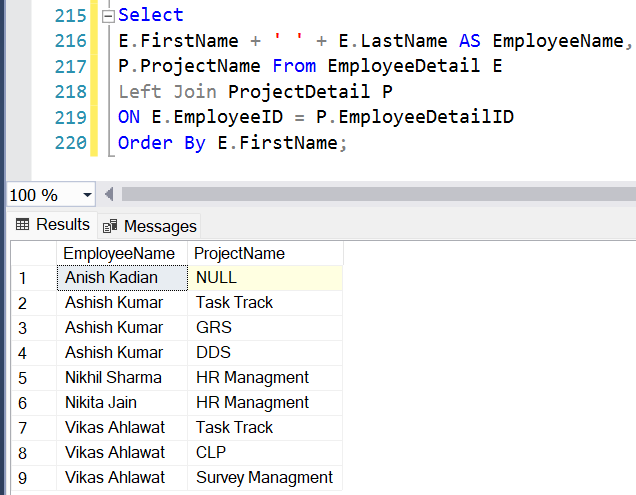 215 Select
216 E.FirstName + ' ' + E.LastName AS EmployeeName,
217 P.ProjectName From EmployeeDetail E
218 Left Join ProjectDetail P
219 ON E.EmployeeID = P.EmployeeDetailID
220 Order By E.FirstName;
100 %
Results Messages
EmployeeName ProjectName
1 Anish Kadian NULL
2 Ashish Kumar Task Track
3 Ashish Kumar GRS
4 Ashish Kumar DDS
5 Nikhil Sharma HR Managment
6 Nikita Jain HR Managment
7 Vikas Ahlawat Task Track
8 Vikas Ahlawat CLP
9 Vikas Ahlawat Survey Managment